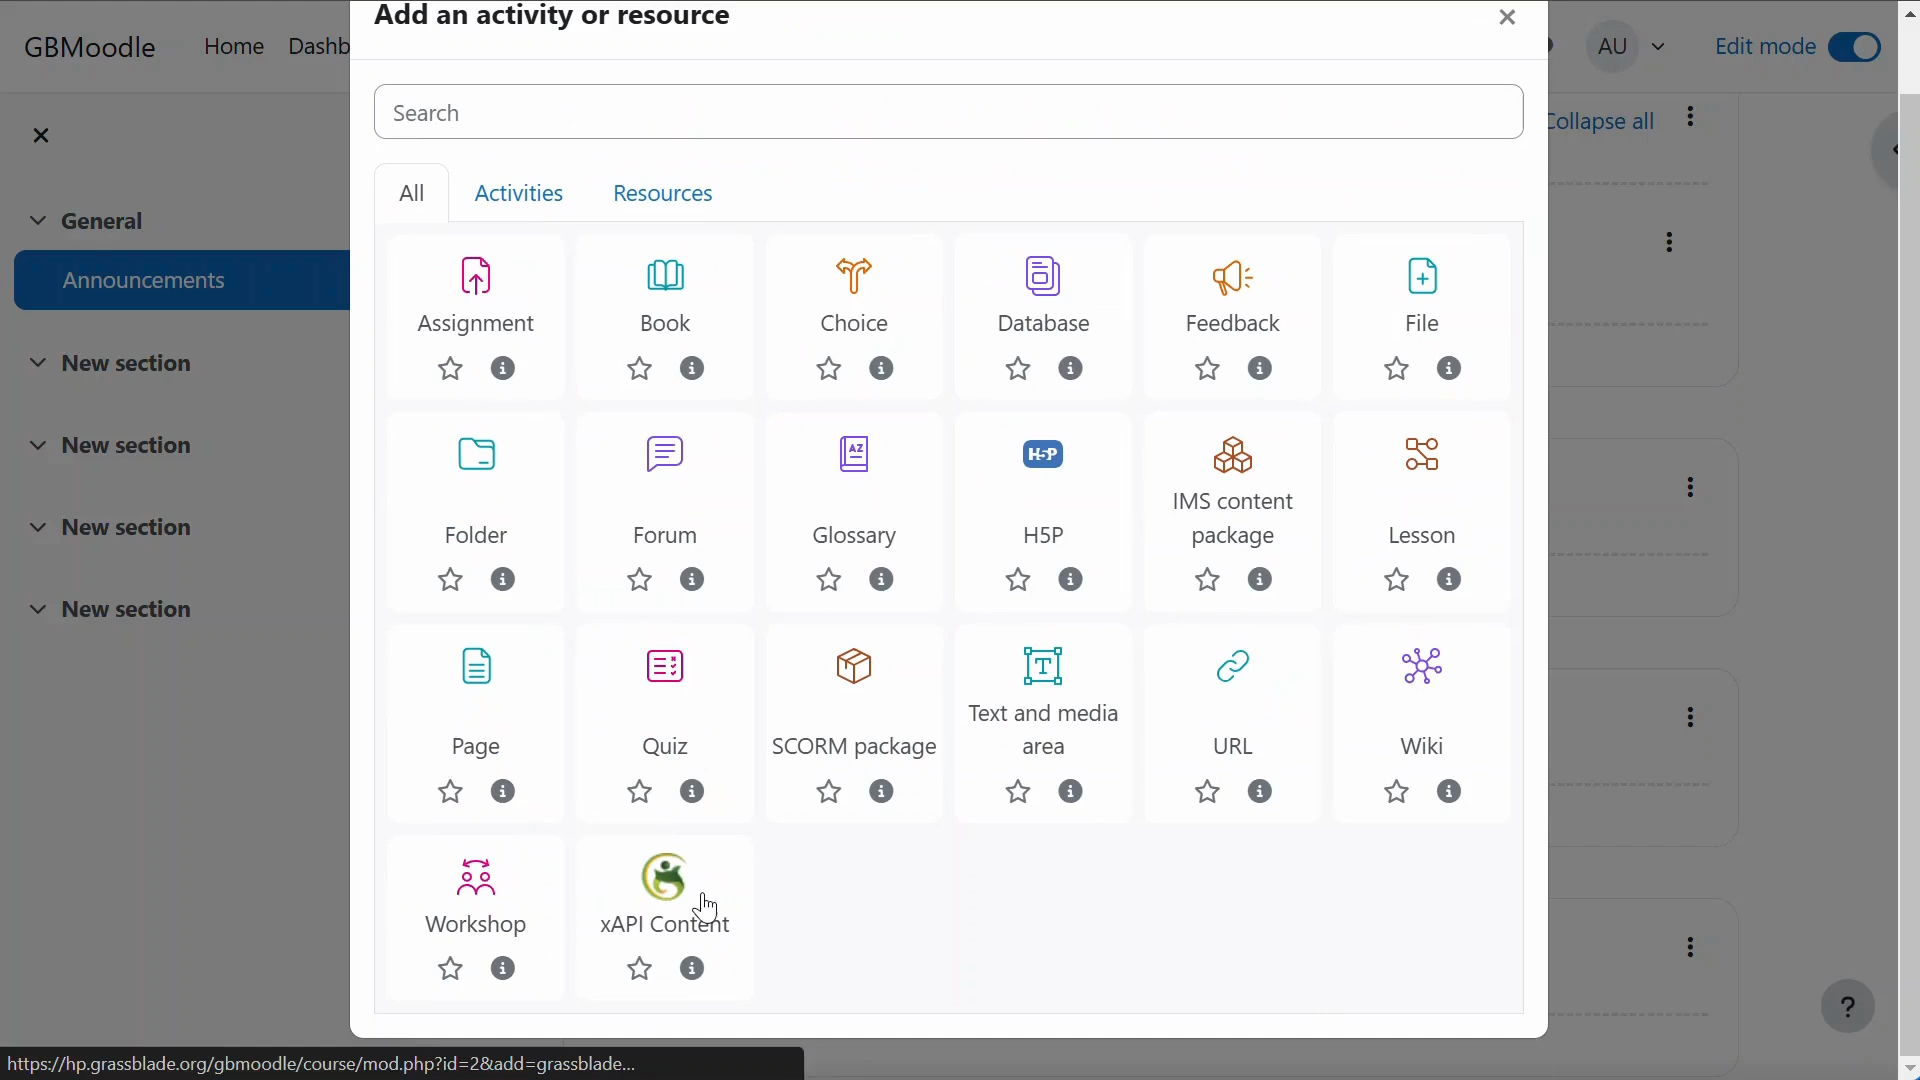 Add an activity or resource
GBMoodle
Home
Dashb
AU
Edit mode
Search
Collapse all
All
Activities
Resources
General
Announcements
New section
New section
New section
New section
Assignment
Book
Choice
Database
Feedback
File
Folder
Forum
AZ
Glossary
H5P
H5P
IMS content
package
Lesson
Page
Quiz
SCORM package
T
Text and media
area
URL
Wiki
Workshop
xAPI Content
?
https://hp.grassblade.org/gbmoodle/course/mod.php?id=2&add=grassblade...